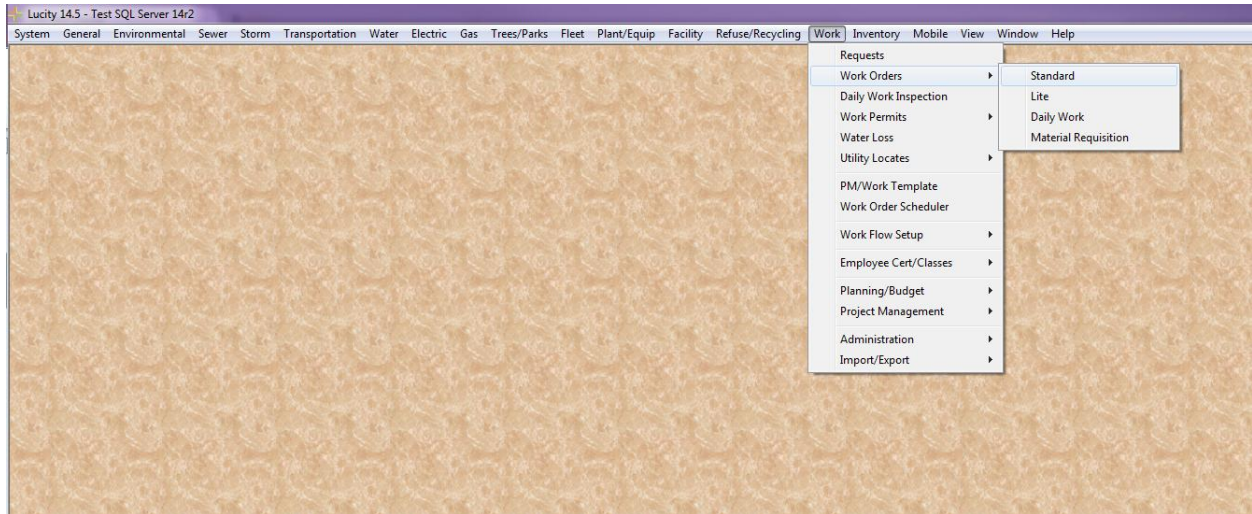 Lucity 14.5 - Test SQL Server 14r2
System General Environmental Sewer Storm Transportation Water Electric Gas Trees/Parks Fleet Plant/Equip Facility Refuse/Recycling Work Inventory Mobile View Window Help
Requests
Work Orders
Daily Work Inspection
Work Permits
Water Loss
Utility Locates
PM/Work Template
Work Order Scheduler
Work Flow Setup
Employee Cert/Classes
Planning/Budget
Project Management
Administration
Import/Export
Standard
Lite
Daily Work
Material Requisition